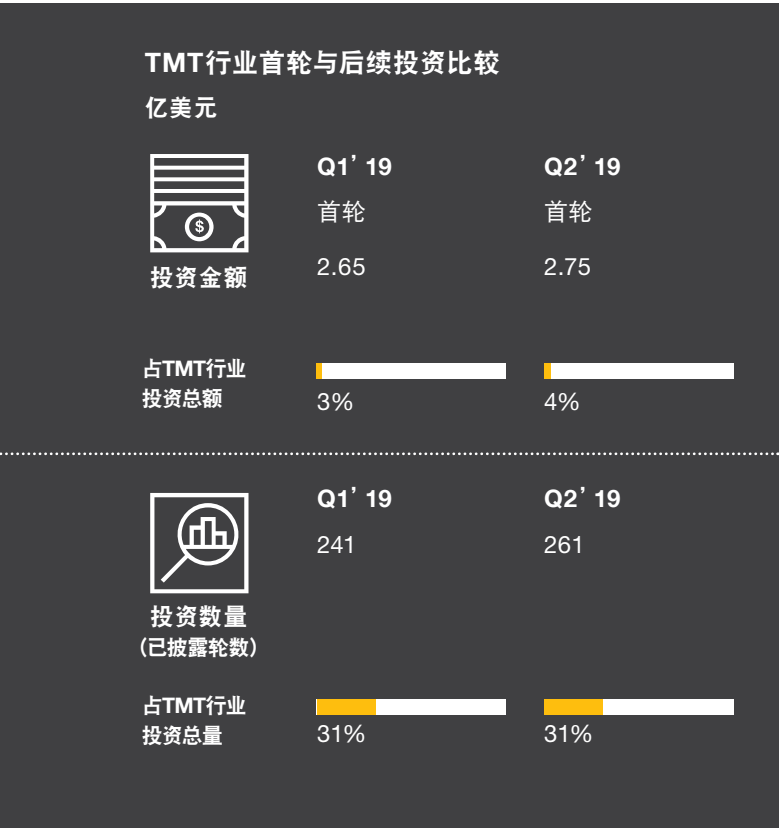 TMT行业首轮与后续投资比较
亿美元
Q1’19 Q2’19
首轮 首轮
$
投资金额 2.65 2.75
占TMT行业
投资总额 3% 4%
Q1’19 Q2’19
241 261
投资数量
(已披露轮数)
占TMT行业
投资总量 31% 31%